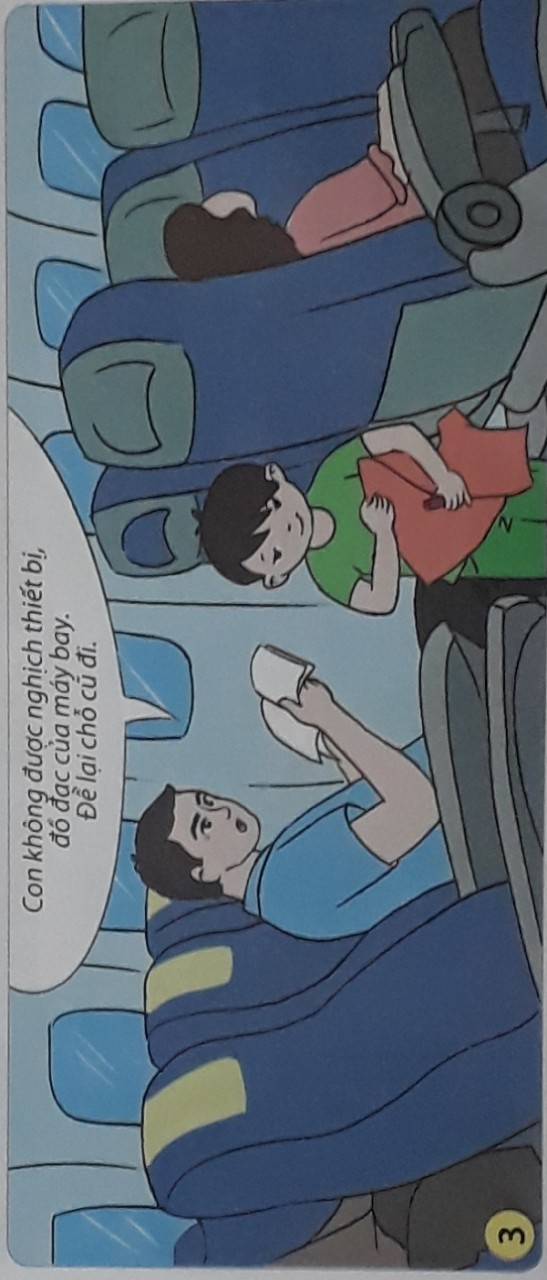 Con không được nghịch thiết bị,
đồ đạc của máy bay.
Để lại chỗ cũ đi.
3